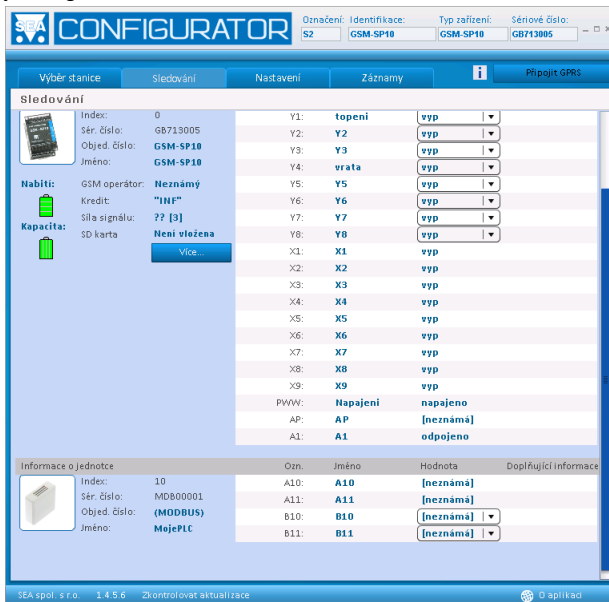 SEA CONFIGURATOR
Označení: Identifikace: Typ zařízení: Sériové číslo:
S2 GSM-SP10 GSM-SP10 GB713005
Výběr stanice Sledování Nastavení Záznamy i Připojit GPRS
Sledování
Index: 0 Y1: topeni vyp
Sér. číslo: GB713005 Y2: Y2 vyp
Objed. číslo: GSM-SP10 Y3: Y3 vyp
Jméno: GSM-SP10 Y4: vrata vyp
Nabití: GSM operátor: Neznámý Y5: Y5 vyp
Kredit: "INF" Y6: Y6 vyp
Síla signálu: ?? [3] Y7: Y7 vyp
Kapacita: SD karta Není vložena Y8: Y8 vyp
Více... X1: X1 vyp
X2: X2 vyp
X3: X3 vyp
X4: X4 vyp
X5: X5 vyp
X6: X6 vyp
X7: X7 vyp
X8: X8 vyp
X9: X9 vyp
PWW: Napajeni napajeno
AP: AP [neznámá]
A1: A1 odpojeno
Informace o jednotce Ozn. Jméno Hodnota Doplňující informace
Index: 10 A10: A10 [neznámá]
Sér. číslo: MDB00001 A11: A11 [neznámá]
Objed. číslo: (MODBUS) B10: B10 [neznámá]
Jméno: MojePLC B11: B11 [neznámá]
SEA spol. s r.o. 1.4.5.6 Zkontrolovat aktualizace O aplikaci